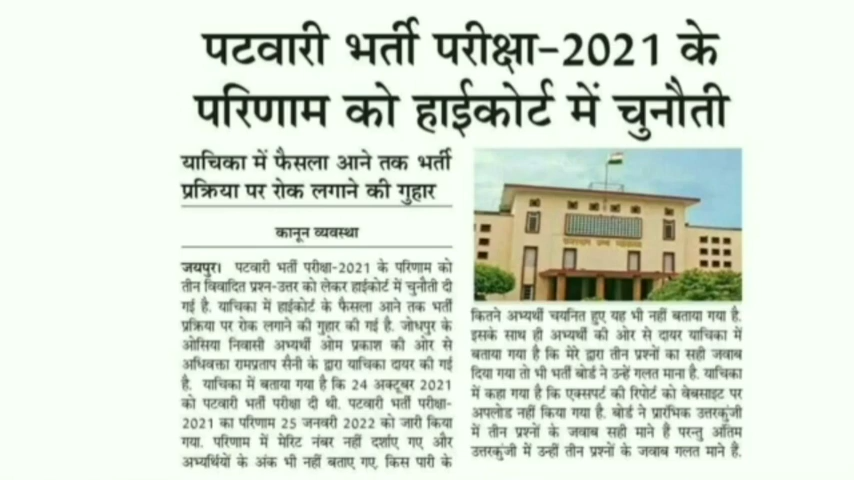 पटवारी भर्ती परीक्षा-2021 के
परिणाम को हाईकोर्ट में चुनौती
याचिका में फैसला आने तक भर्ती
प्रक्रिया पर रोक लगाने की गुहार
कानून व्यवस्था
जयपुर। पटवारी भर्ती परीक्षा-2021 के परिणाम को
तीन विवादित प्रश्न-उत्तर को लेकर हाईकोर्ट में चुनौती दी
गई है. याचिका में हाईकोर्ट के फैसला आने तक भर्ती
प्रक्रिया पर रोक लगाने की गुहार की गई है. जोधपुर के
ओसिया निवासी अभ्यर्थी ओम प्रकाश की ओर से
अधिवक्ता रामप्रताप सैनी के द्वारा याचिका दायर की गई
है. याचिका में बताया गया है कि 24 अक्टूबर 2021
को पटवारी भर्ती परीक्षा दी थी. पटवारी भर्ती परीक्षा-
2021 का परिणाम 25 जनवरी 2022 को जारी किया
गया. परिणाम में मेरिट नंबर नहीं दर्शाए गए और
अभ्यर्थियों के अंक भी नहीं बताए गए. किस पारी के
कितने अभ्यर्थी चयनित हुए यह भी नहीं बताया गया है.
इसके साथ ही अभ्यर्थी की ओर से दायर याचिका में
बताया गया है कि मेरे द्वारा तीन प्रश्नों का सही जवाब
दिया गया तो भी भर्ती बोर्ड ने उन्हें गलत माना है. याचिका
में कहा गया है कि एक्सपर्ट की रिपोर्ट को वेबसाइट पर
अपलोड नहीं किया गया है. बोर्ड ने प्रारंभिक उत्तरकुंजी
में तीन प्रश्नों के जवाब सही माने है परन्तु अंतिम
उत्तरकुंजी में उन्हीं तीन प्रश्नों के जवाब गलत माने हैं.